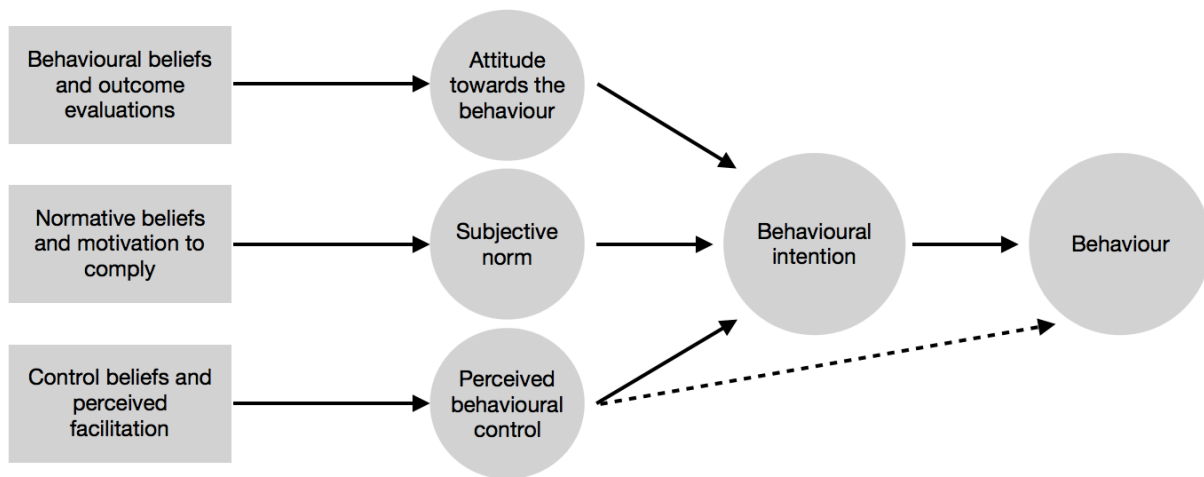 Behavioural beliefs
and outcome
evaluations
Attitude
towards the
behaviour
Normative beliefs
and motivation to
comply
Subjective
norm
Behavioural
intention
Behaviour
Control beliefs and
perceived
facilitation
Perceived
behavioural
control